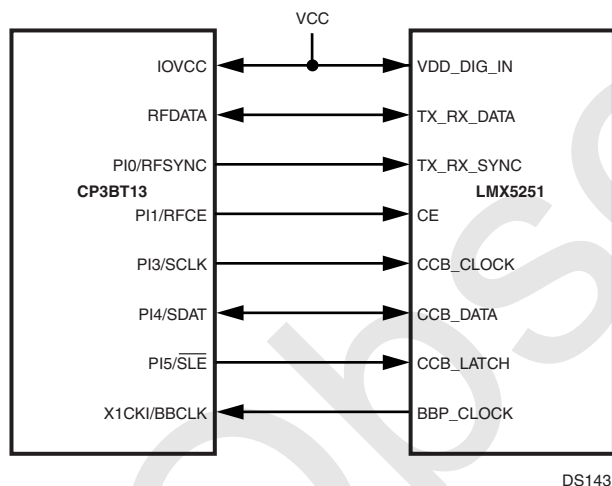 VCC
IOVCC VDD_DIG_IN
RFDATA TX_RX_DATA
PI0/RFSYNC TX_RX_SYNC
CP3BT13 LMX5251
PI1/RFCE CE
PI3/SCLK CCB_CLOCK
PI4/SDAT CCB_DATA
PI5/SLE CCB_LATCH
X1CKI/BBCLK BBP_CLOCK
DS143